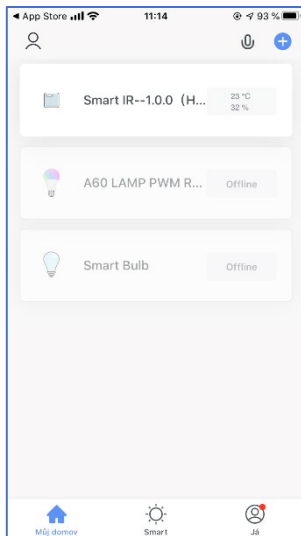 App Store 11:14 93 %
Smart IR--1.0.0 (H...
23 °C
32 %
A60 LAMP PWM R...
Offline
Smart Bulb
Offline
Můj domov Smart Já